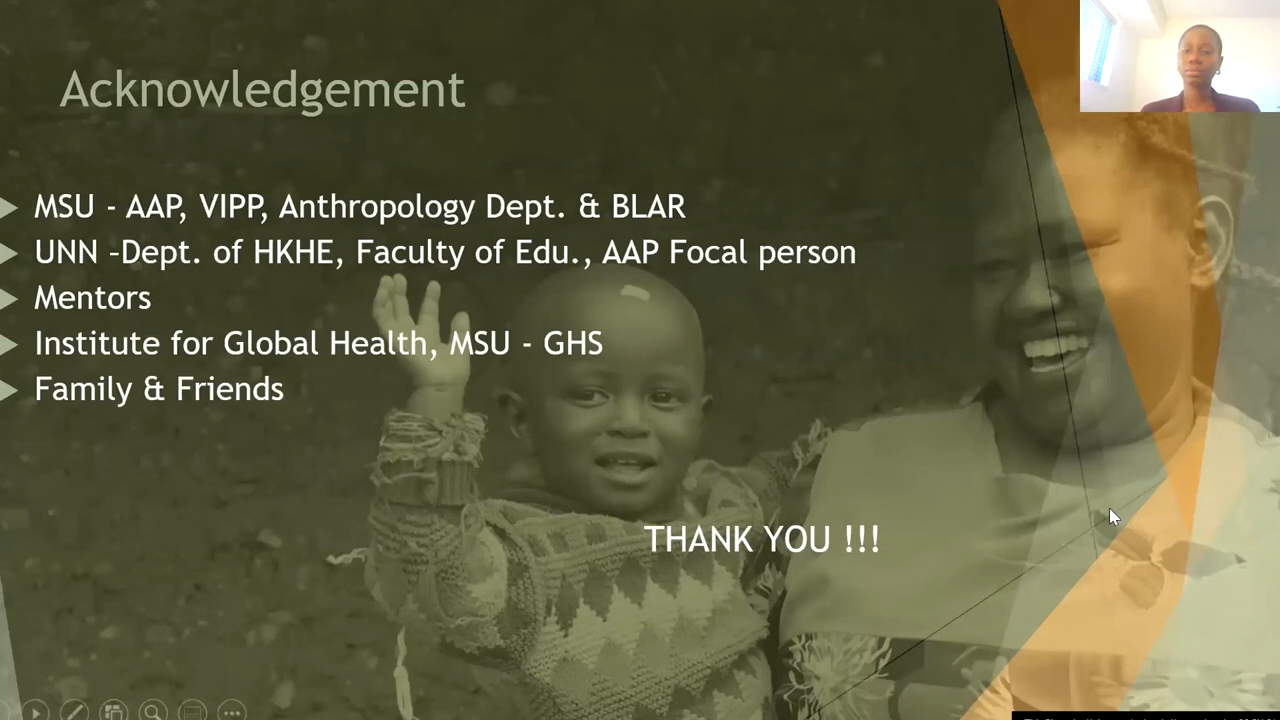 Acknowledgement
MSU - AAP, VIPP, Anthropology Dept. & BLAR
UNN -Dept. of HKHE, Faculty of Edu., AAP Focal person
Mentors
Institute for Global Health, MSU - GHS
Family & Friends
THANK YOU !!!